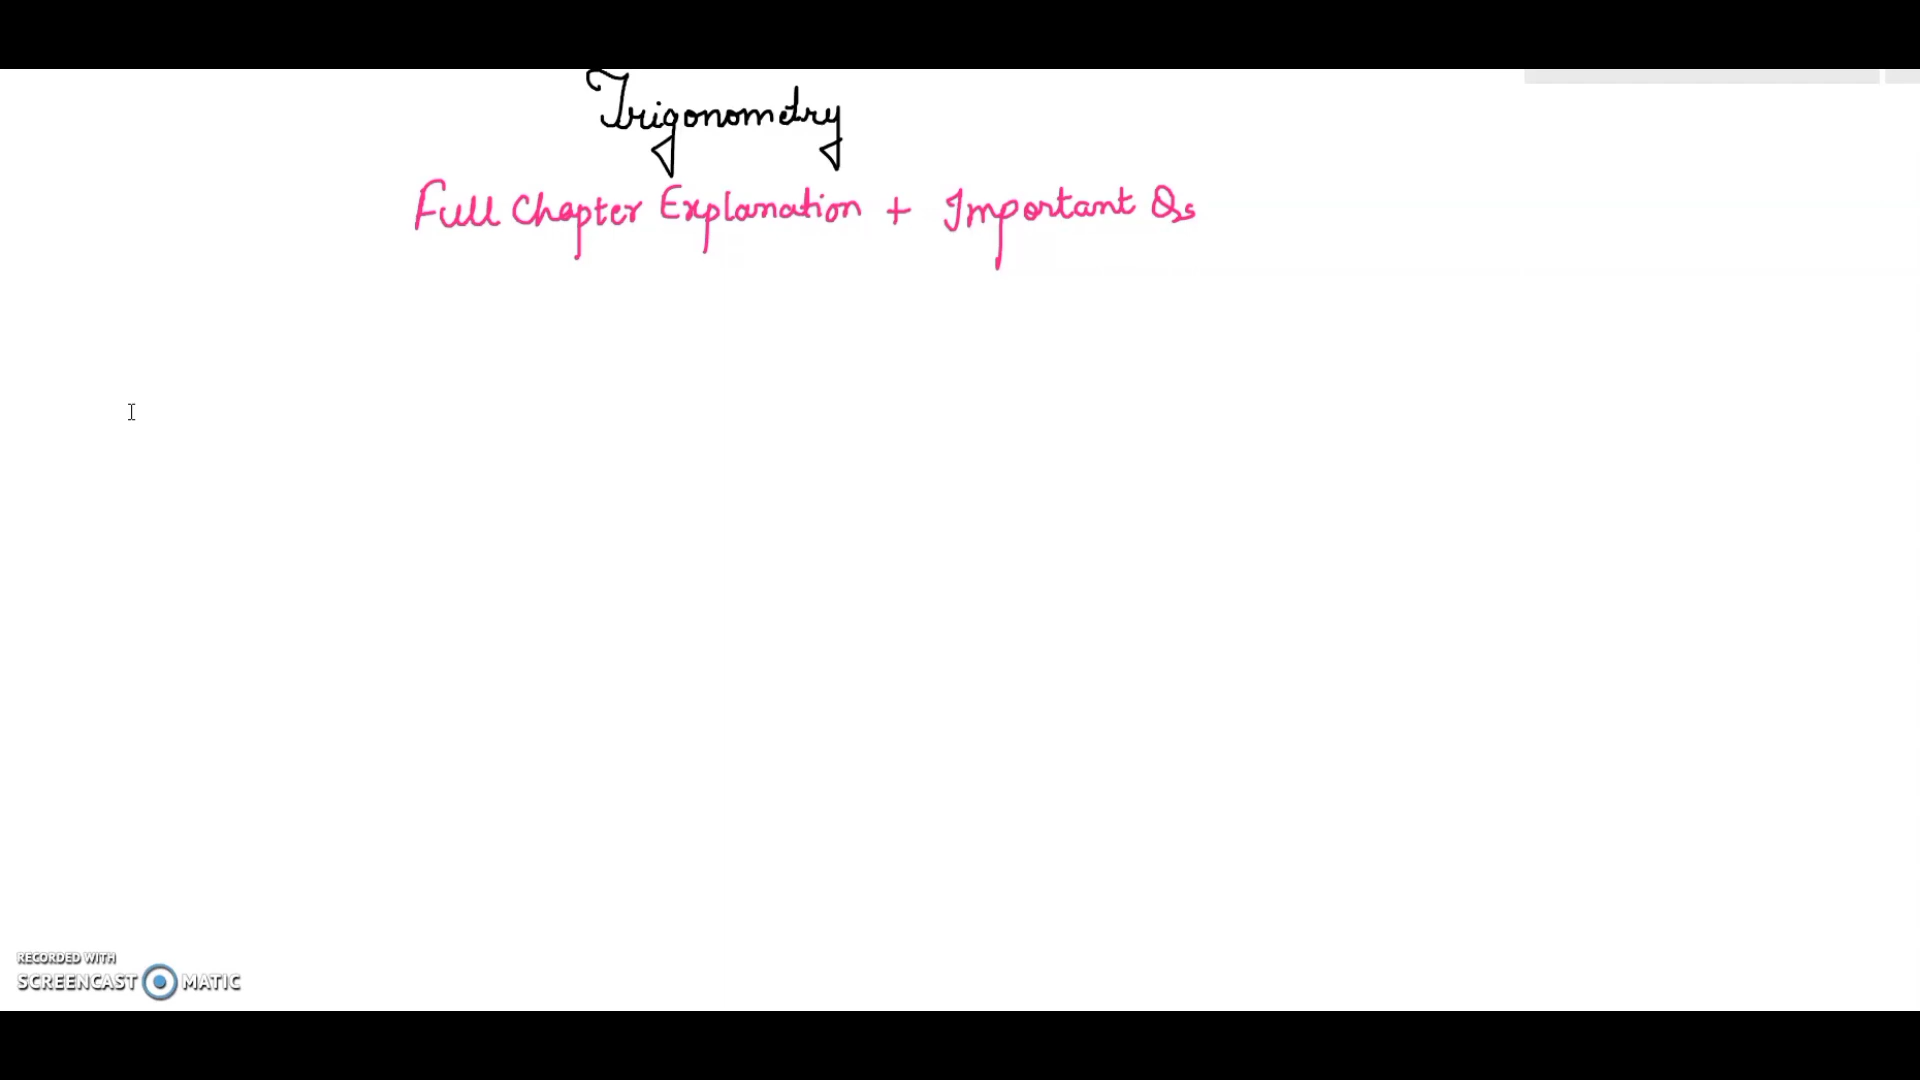 Trigonometry
Full Chapter Explanation + Important Qs
RECORDED WITH
SCREENCAST MATIC